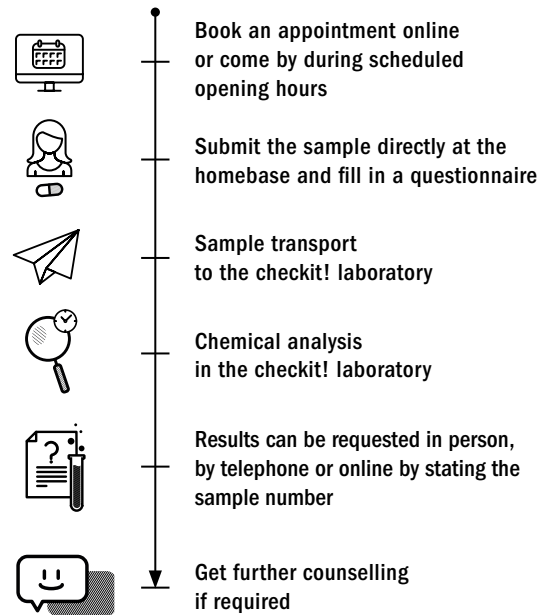 Book an appointment online
or come by during scheduled
opening hours
Submit the sample directly at the
homebase and fill in a questionnaire
Sample transport
to the checkit! laboratory
Chemical analysis
in the checkit! laboratory
?
Results can be requested in person,
by telephone or online by stating the
sample number
Get further counselling
if required